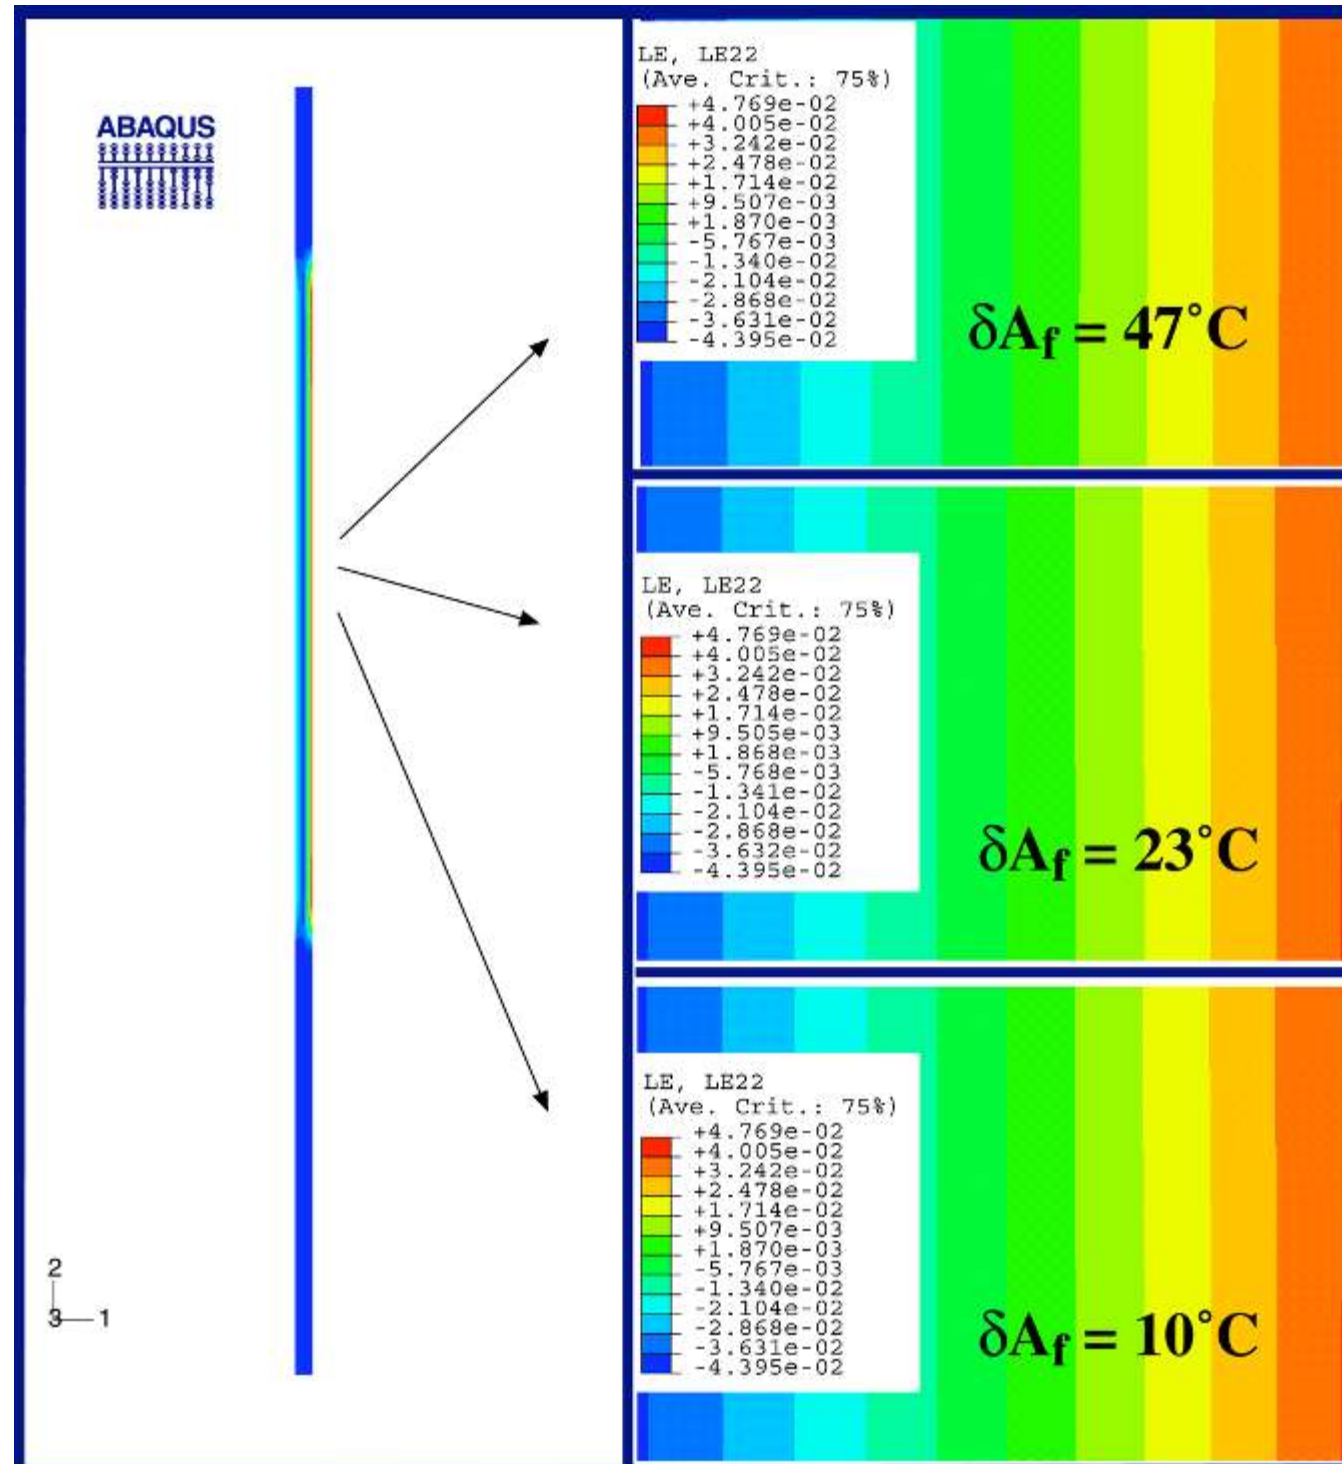 ABAQUS
2
3 1
LE, LE22
(Ave. Crit.: 75%)
+4.769e-02
+4.005e-02
+3.242e-02
+2.478e-02
+1.714e-02
+9.507e-03
+1.870e-03
-5.767e-03
-1.340e-02
-2.104e-02
-2.868e-02
-3.631e-02
-4.395e-02
δAf = 47°C
LE, LE22
(Ave. Crit.: 75%)
+4.769e-02
+4.005e-02
+3.242e-02
+2.478e-02
+1.714e-02
+9.505e-03
+1.868e-03
-5.768e-03
-1.341e-02
-2.104e-02
-2.868e-02
-3.632e-02
-4.395e-02
δAf = 23°C
LE, LE22
(Ave. Crit.: 75%)
+4.769e-02
+4.005e-02
+3.242e-02
+2.478e-02
+1.714e-02
+9.507e-03
+1.870e-03
-5.767e-03
-1.340e-02
-2.104e-02
-2.868e-02
-3.631e-02
-4.395e-02
δAf = 10°C